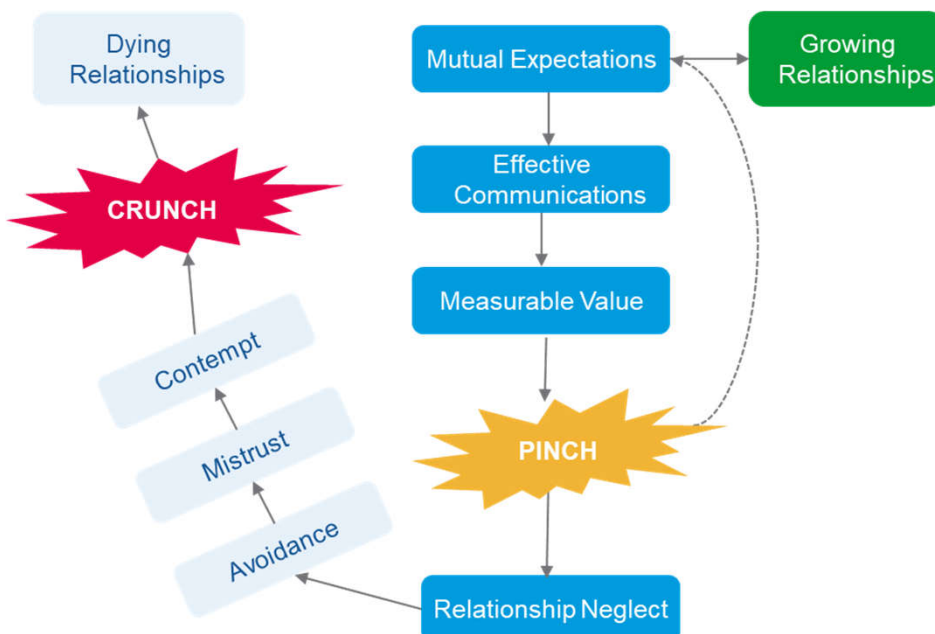 Dying
Relationships
Mutual Expectations
Growing
Relationships
Effective
Communications
CRUNCH
Measurable Value
Contempt
Mistrust
PINCH
Avoidance
Relationship Neglect